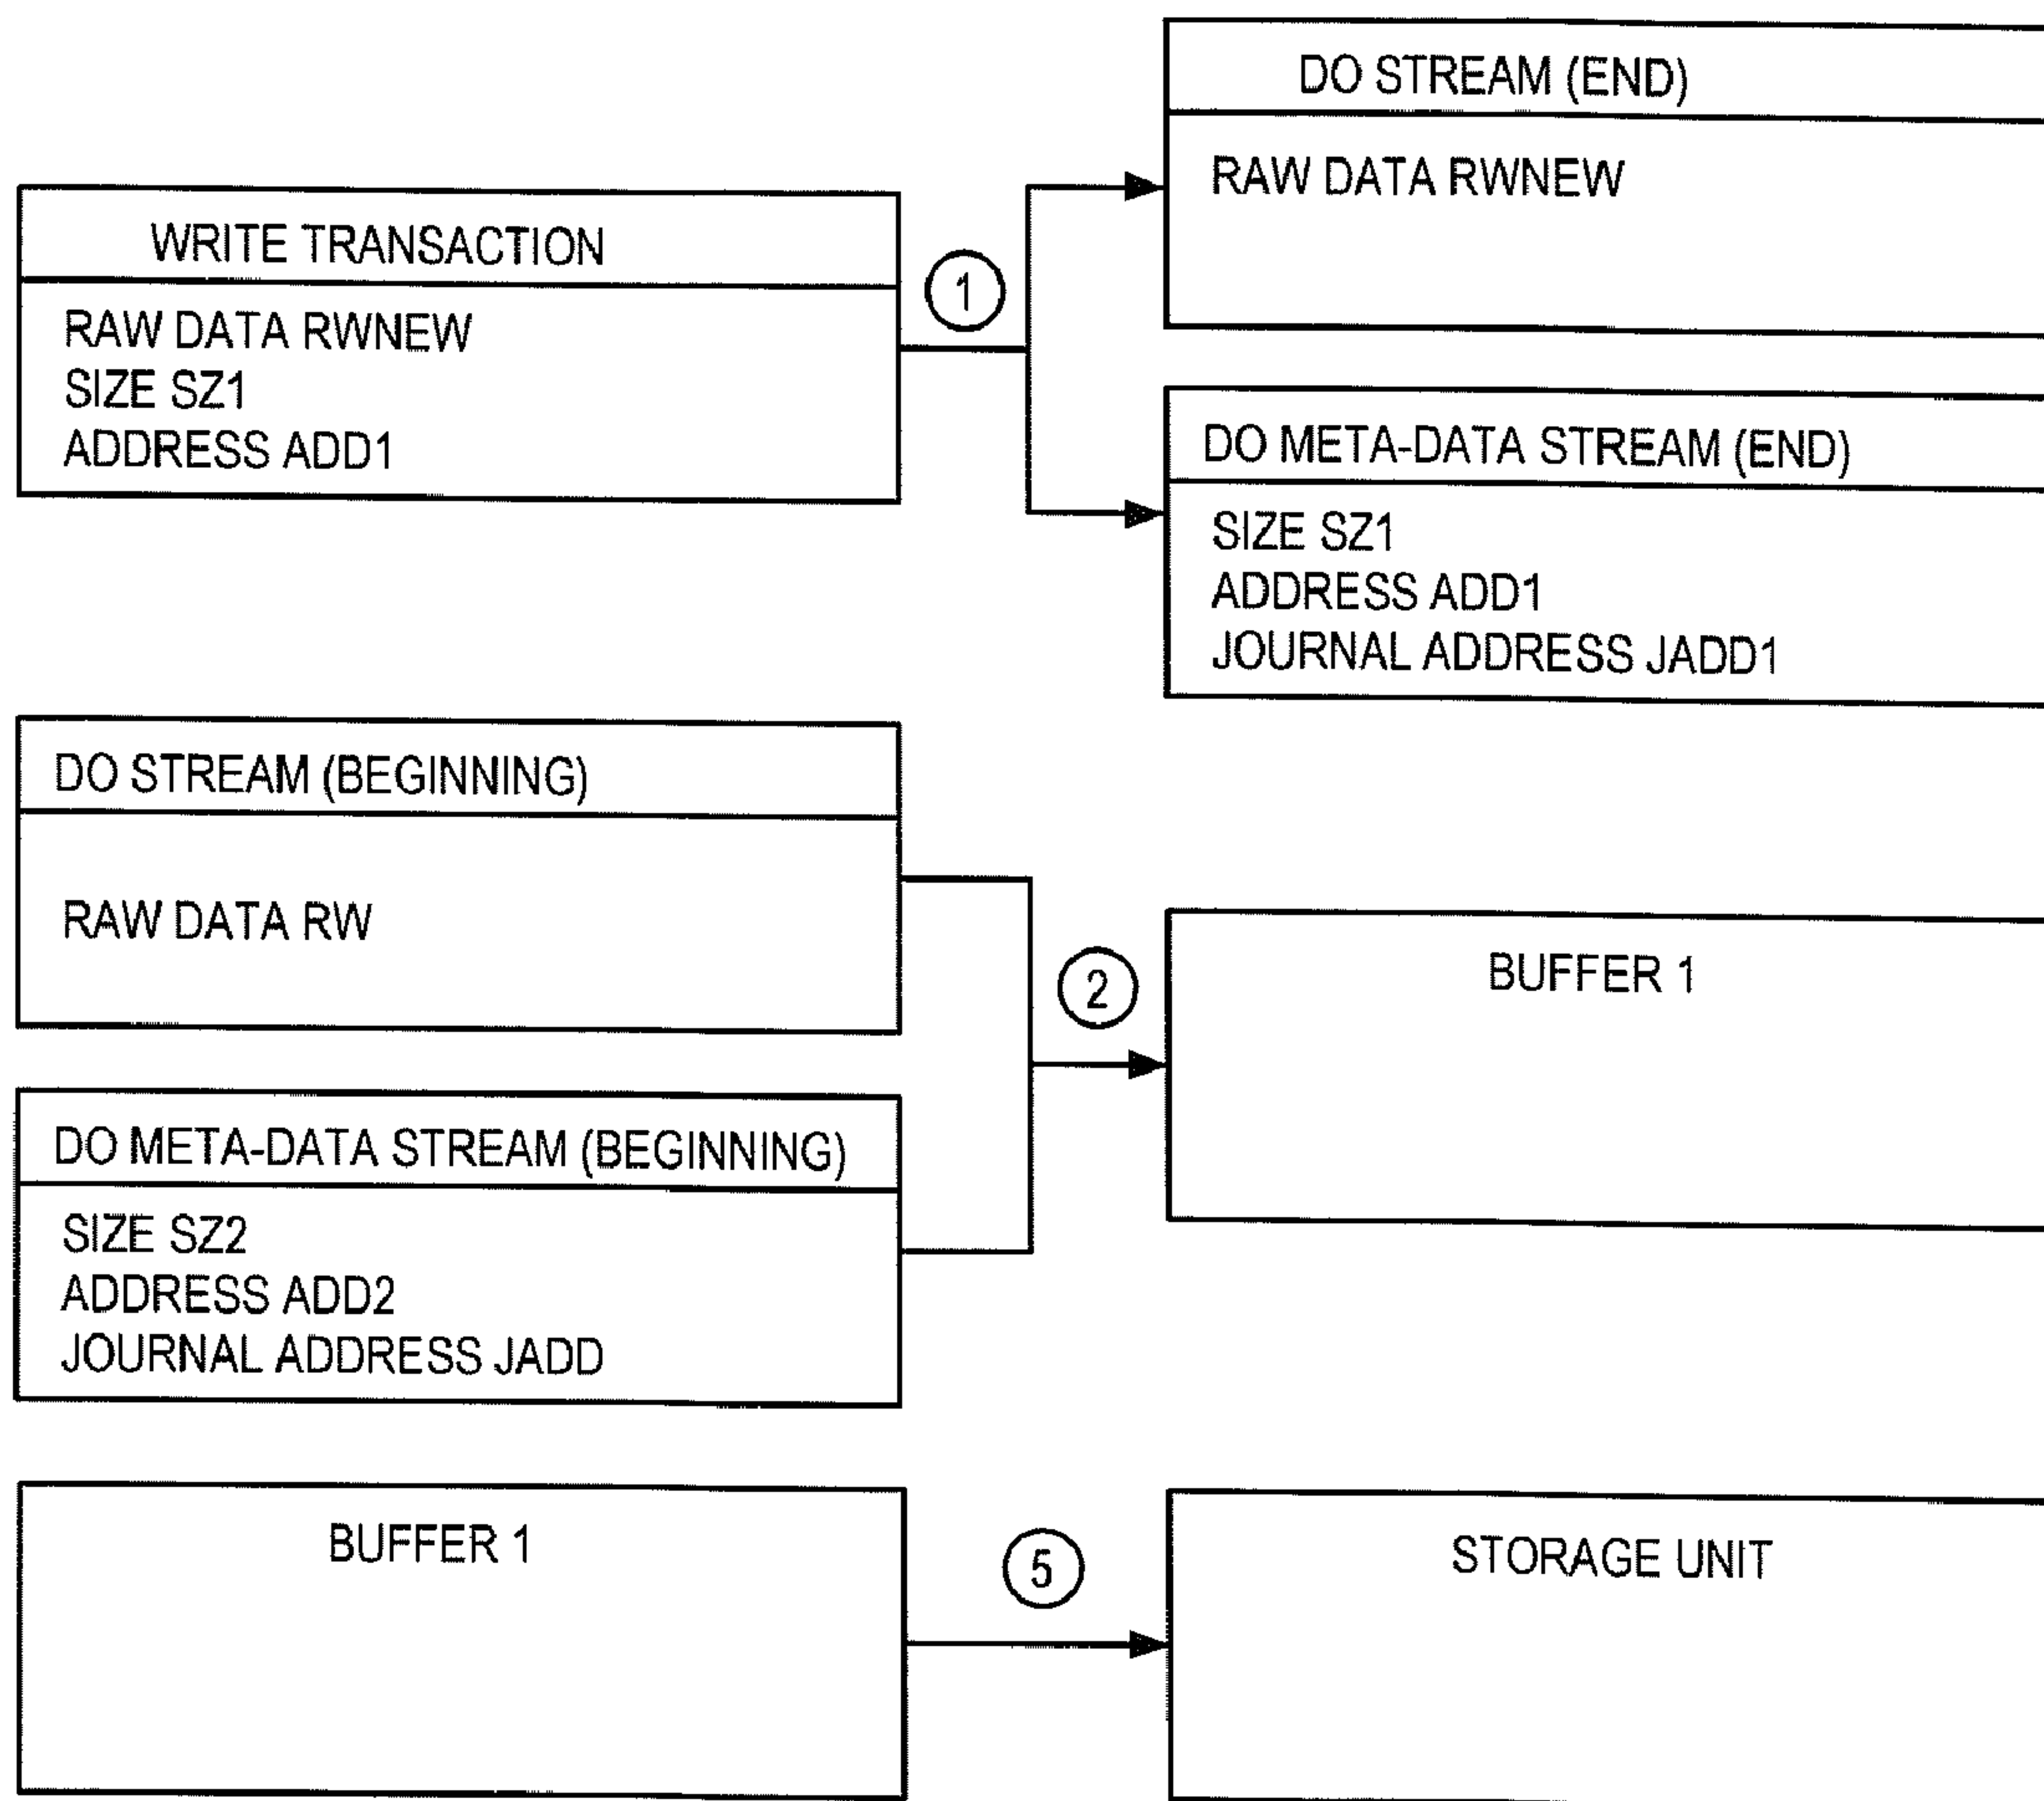 DO STREAM (END)
RAW DATA RWNEW
WRITE TRANSACTION
RAW DATA RWNEW
SIZE SZ1
ADDRESS ADD1
1
DO META-DATA STREAM (END)
SIZE SZ1
ADDRESS ADD1
JOURNAL ADDRESS JADD1
DO STREAM (BEGINNING)
RAW DATA RW
2
BUFFER 1
DO META-DATA STREAM (BEGINNING)
SIZE SZ2
ADDRESS ADD2
JOURNAL ADDRESS JADD
BUFFER 1
5
STORAGE UNIT